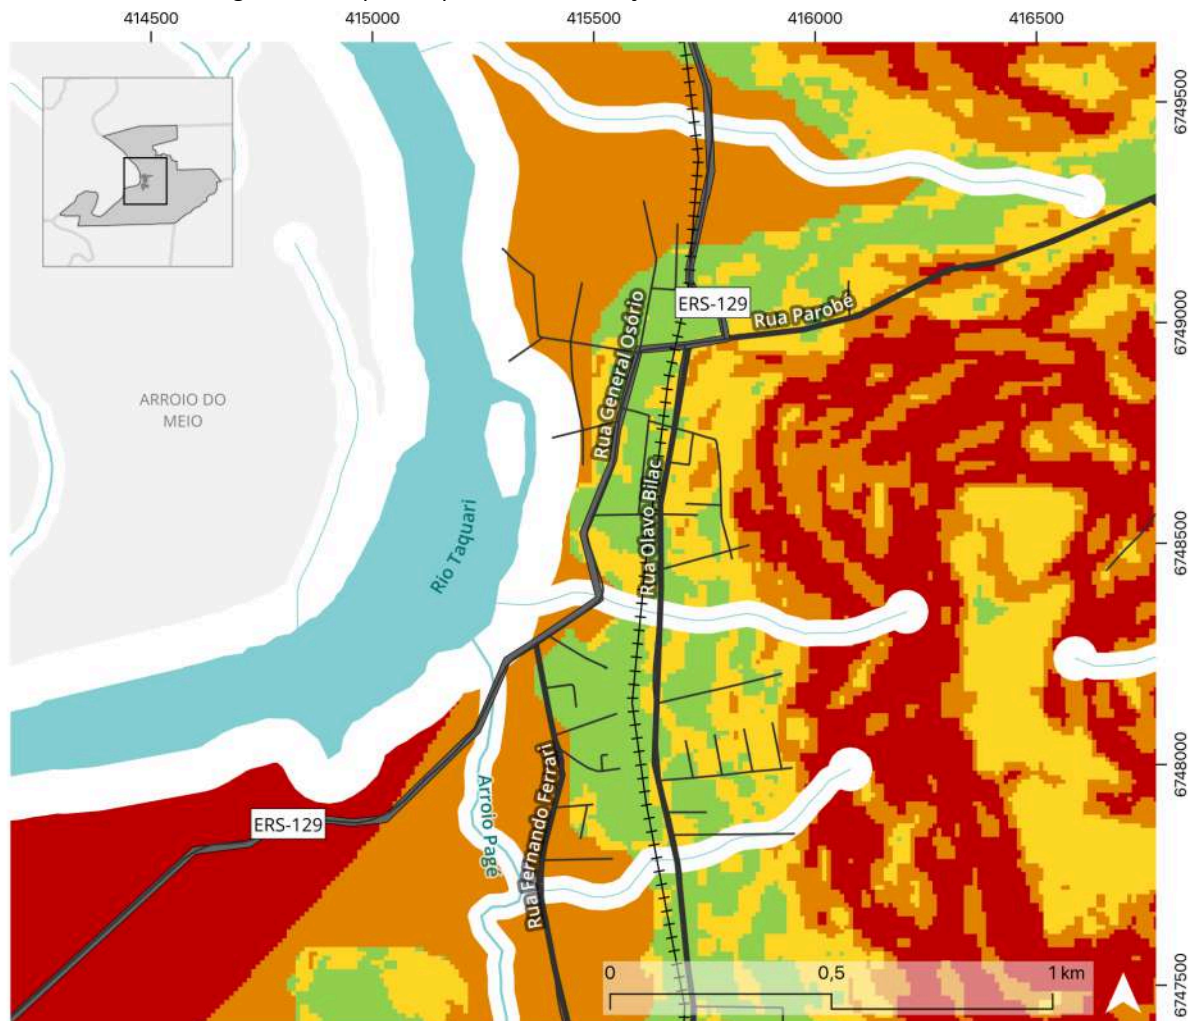 414500
415000
415500
416000
416500
6749500
6749000
6748500
6748000
6747500
ERS-129
Rua Parobé
Rua General Osório
ARROIO DO
MEIO
Rua Olavo Bilac
Rio Taquari
Arroio Pagé
Rua Fernando Ferrari
ERS-129
0
0,5
1 km